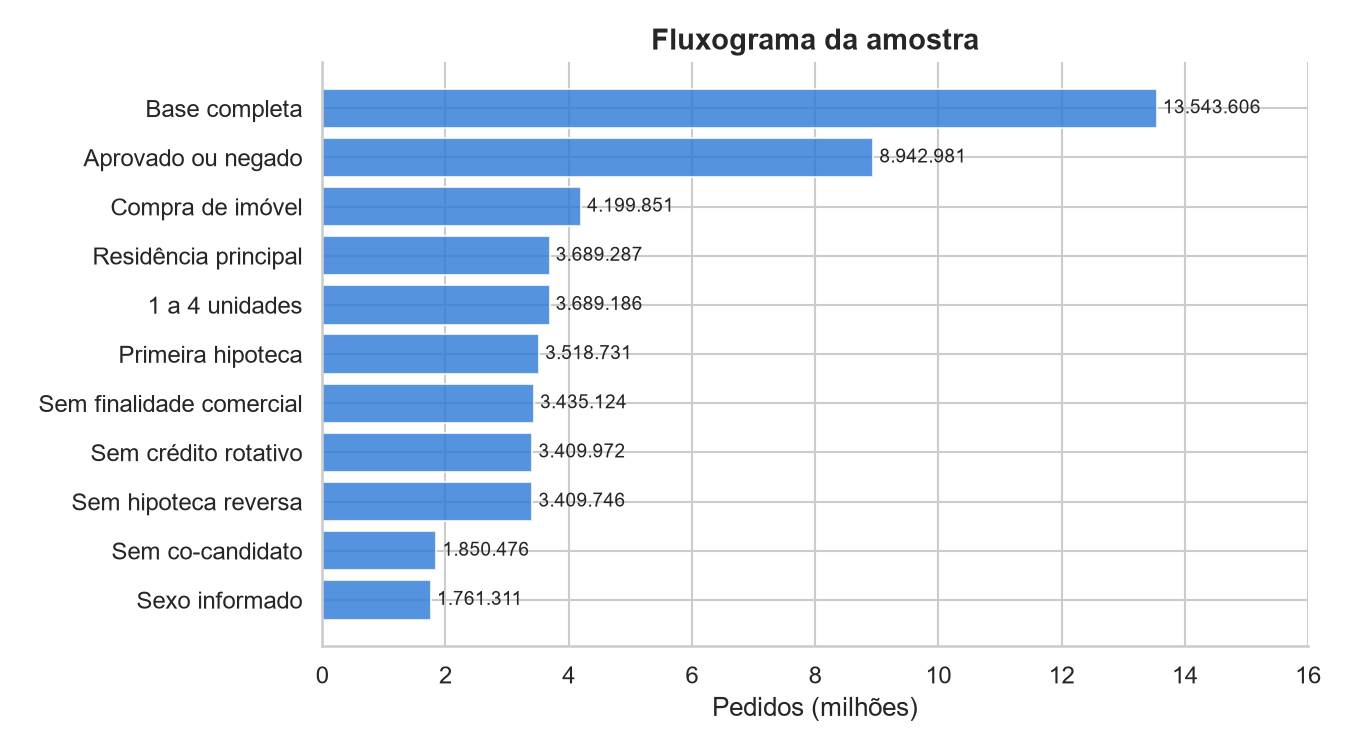 Fluxograma da amostra
Base completa 13.543.606
Aprovado ou negado 8.942.981
Compra de imóvel 4.199.851
Residência principal 3.689.287
1 a 4 unidades 3.689.186
Primeira hipoteca 3.518.731
Sem finalidade comercial 3.435.124
Sem crédito rotativo 3.409.972
Sem hipoteca reversa 3.409.746
Sem co-candidato 1.850.476
Sexo informado 1.761.311
0 2 4 6 8 10 12 14 16
Pedidos (milhões)